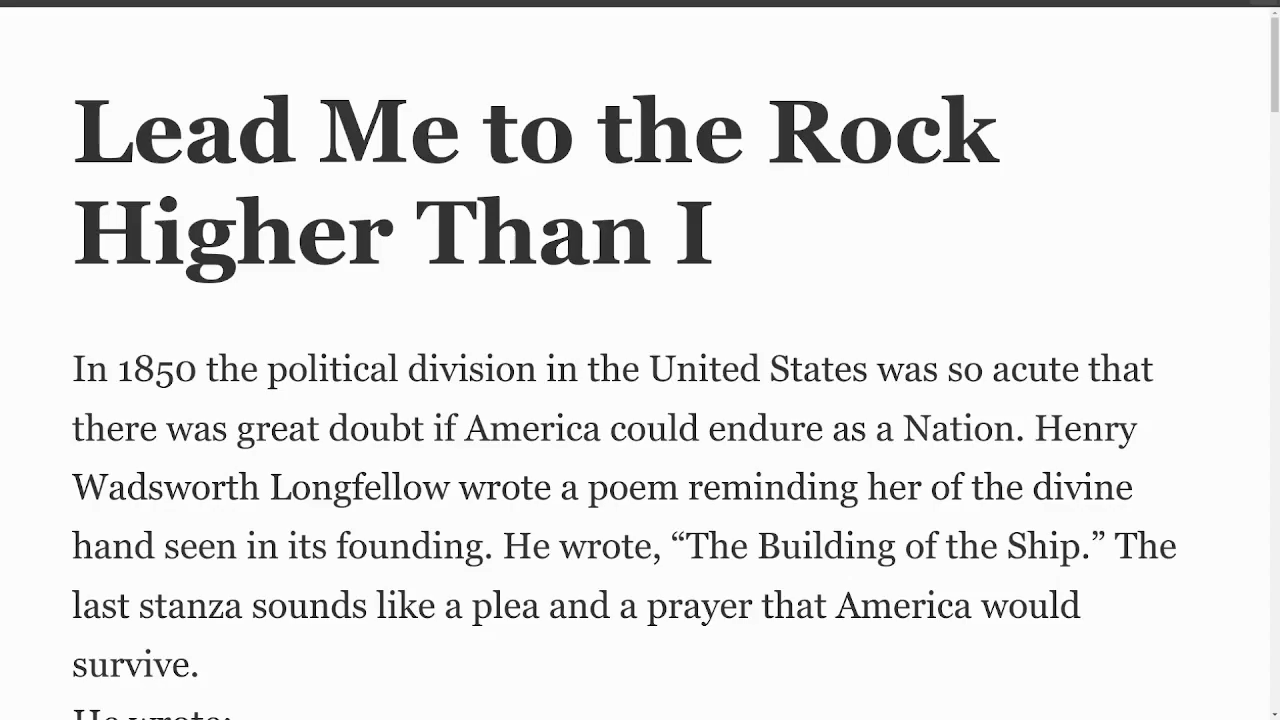 Lead Me to the Rock
Higher Than I
In 1850 the political division in the United States was so acute that
there was great doubt if America could endure as a Nation. Henry
Wadsworth Longfellow wrote a poem reminding her of the divine
hand seen in its founding. He wrote, “The Building of the Ship.” The
last stanza sounds like a plea and a prayer that America would
survive.
He wrote: